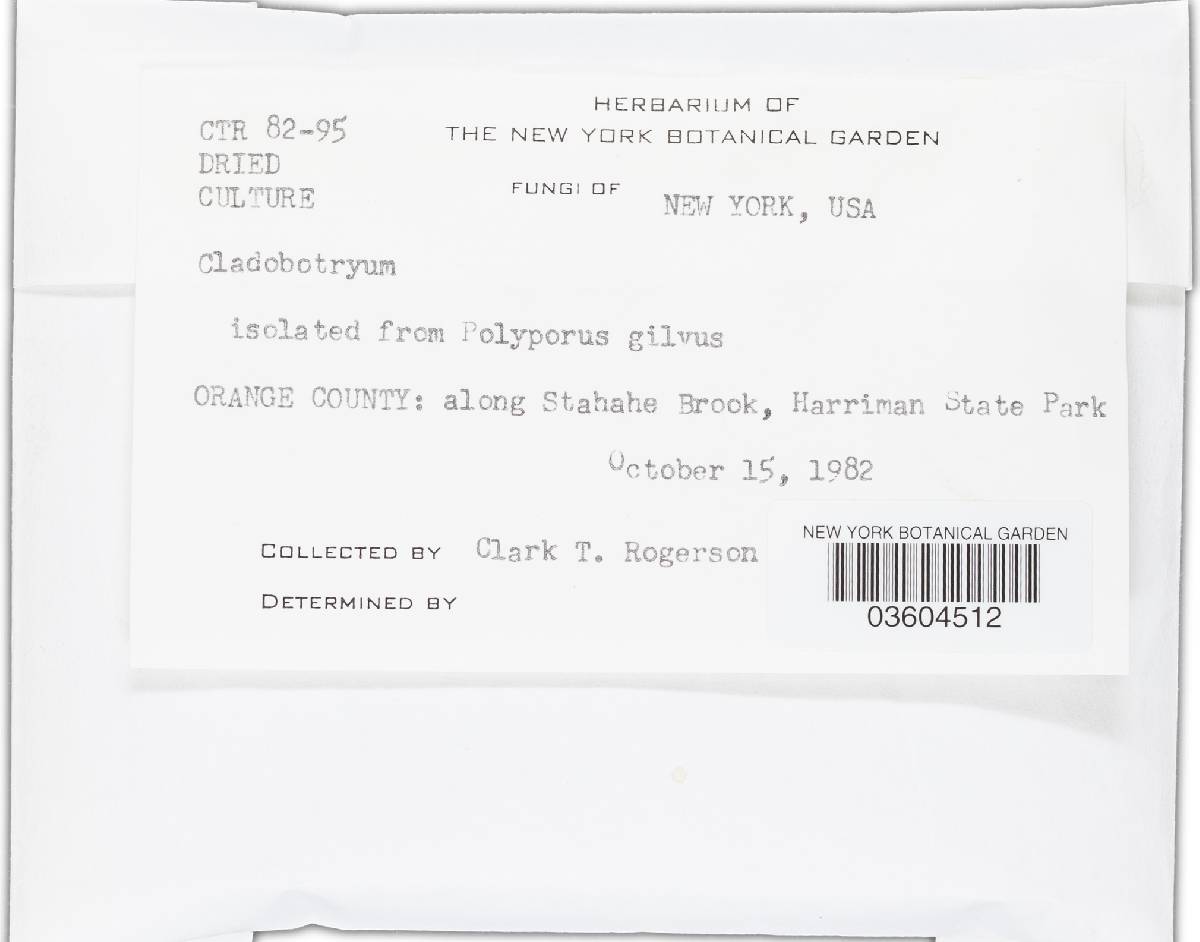 HERBARIUM OF
THE NEW YORK BOTANICAL GARDEN
CTR 82-95
DRIED
CULTURE
FUNGI OF NEW YORK, USA
Cladobotryum
isolated from Polyporus gilvus
ORANGE COUNTY: along Stahahe Brook, Harriman State Park
October 15, 1982
COLLECTED BY Clark T. Rogerson
DETERMINED BY
NEW YORK BOTANICAL GARDEN
03604512